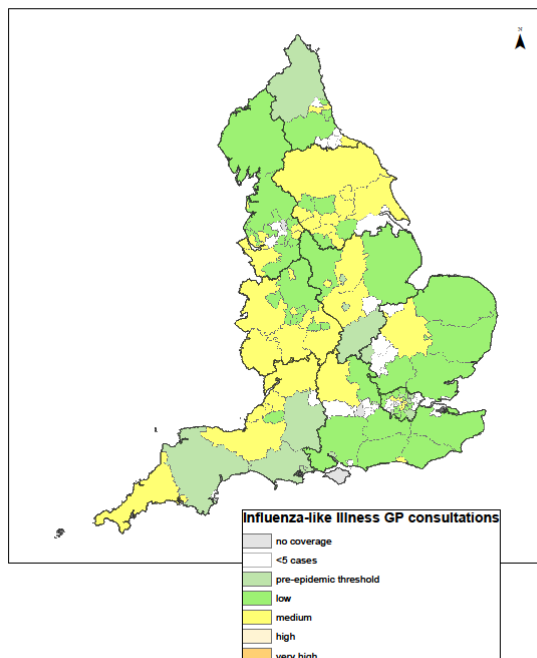 N
Influenza-like Illness GP consultations
no coverage
<5 cases
pre-epidemic threshold
low
medium
high
very high